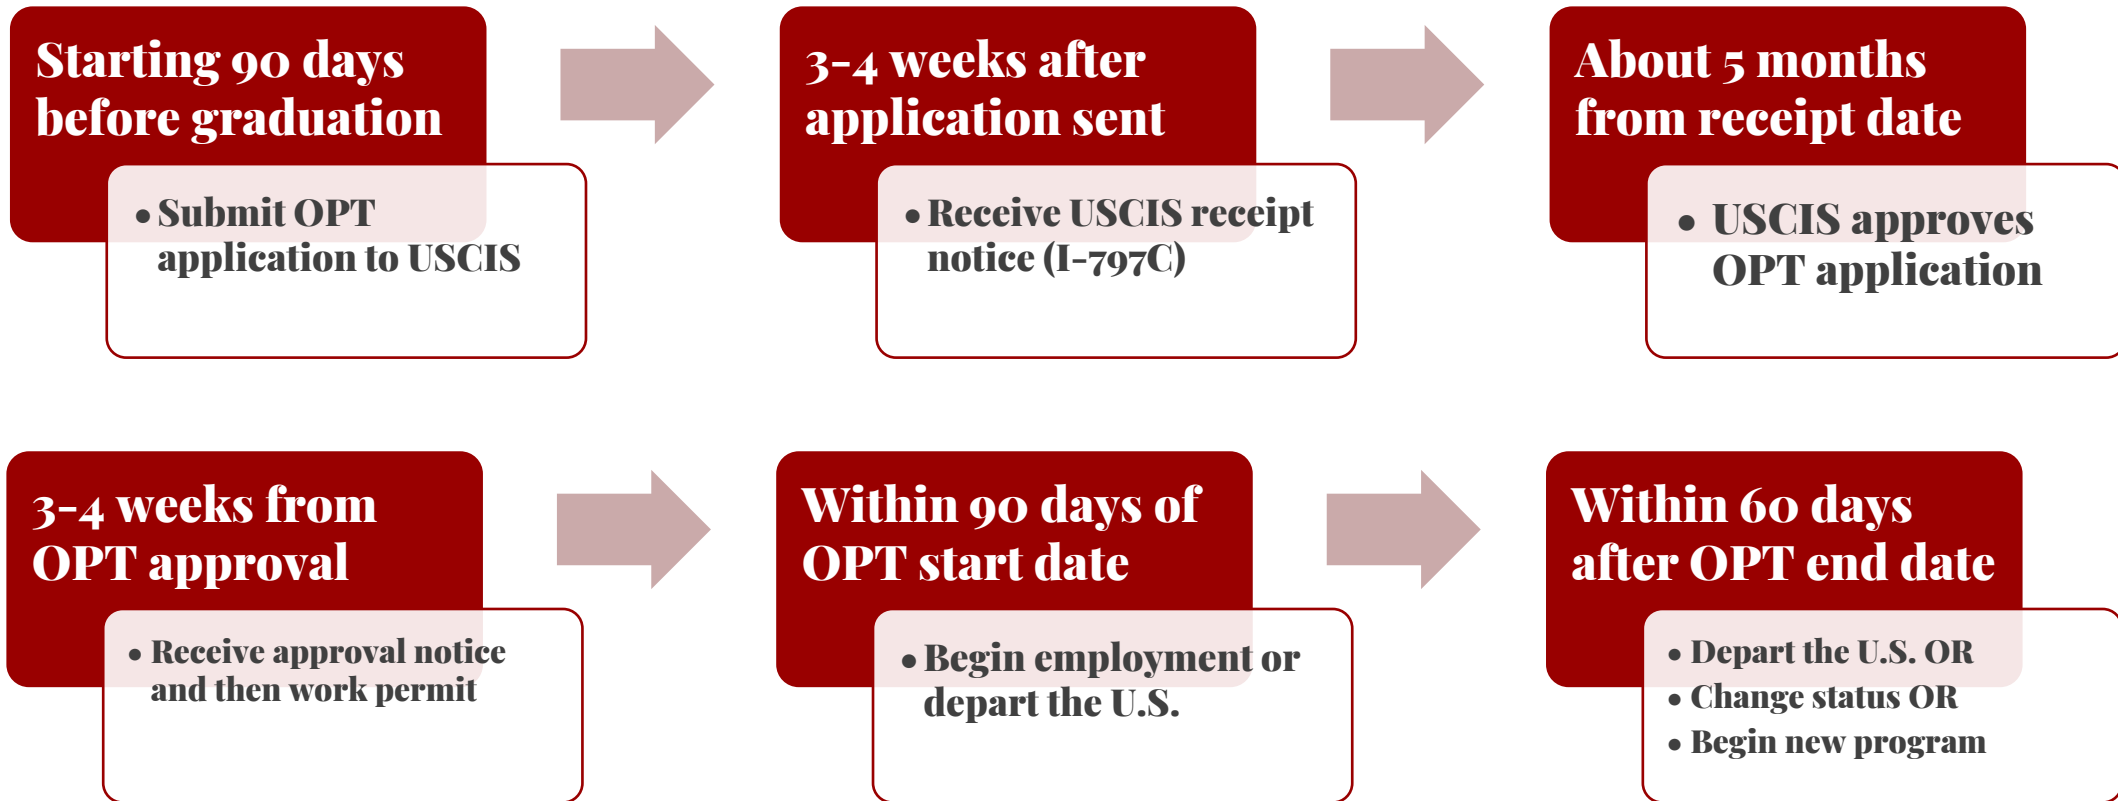 Starting 90 days
before graduation
• Submit OPT
application to USCIS
3-4 weeks after
application sent
• Receive USCIS receipt
notice (I-797C)
About 5 months
from receipt date
• USCIS approves
OPT application
3-4 weeks from
OPT approval
• Receive approval notice
and then work permit
Within 90 days of
OPT start date
• Begin employment or
depart the U.S.
Within 60 days
after OPT end date
• Depart the U.S. OR
• Change status OR
• Begin new program